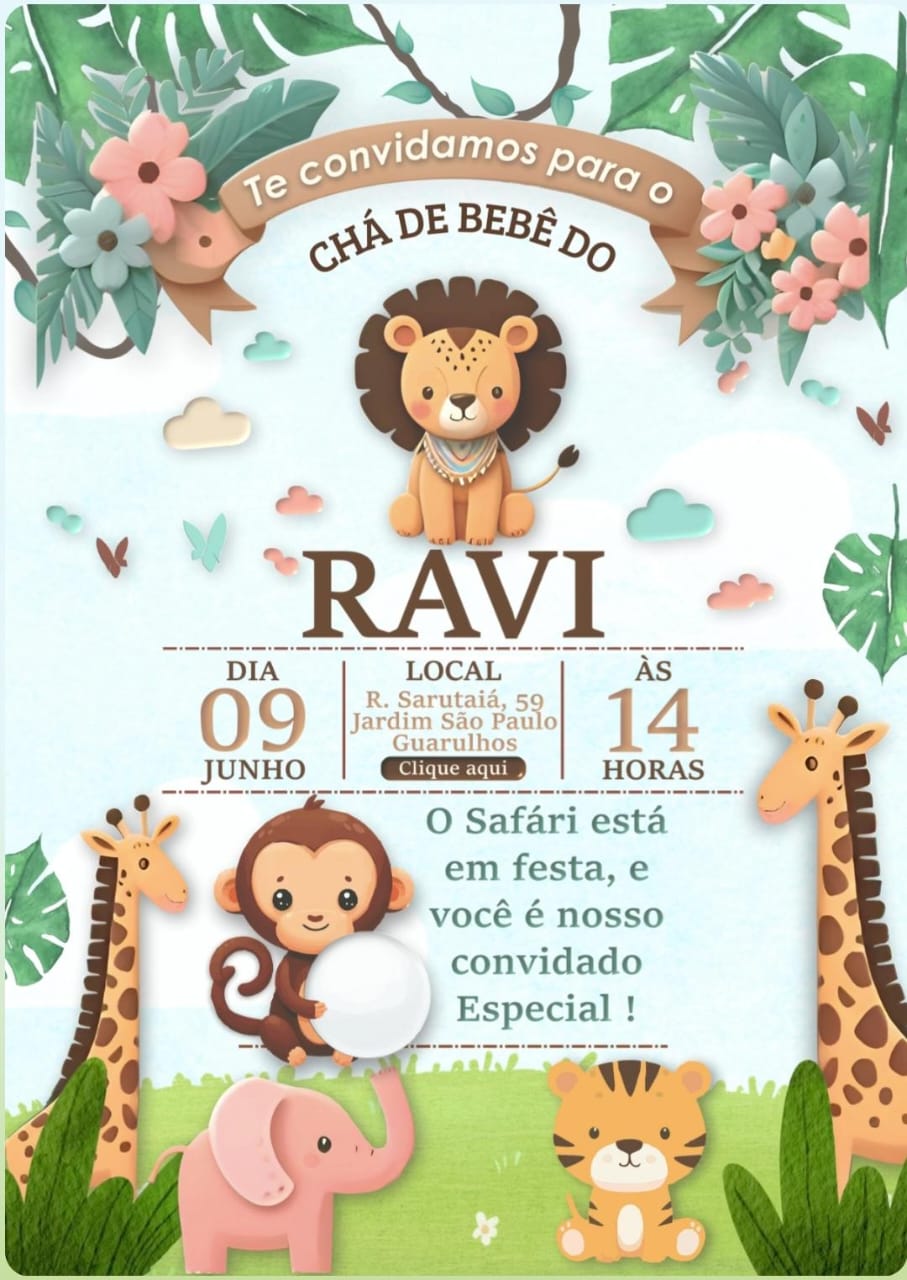 Te convidamos para o
CHÁ DE BEBÊ DO
RAVI
DIA
09
JUNHO
LOCAL
R. Sarutaiá, 59
Jardim São Paulo
Guarulhos
Clique aqui
ÀS
14
HORAS
O Safári está
em festa, e
você é nosso
convidado
Especial !